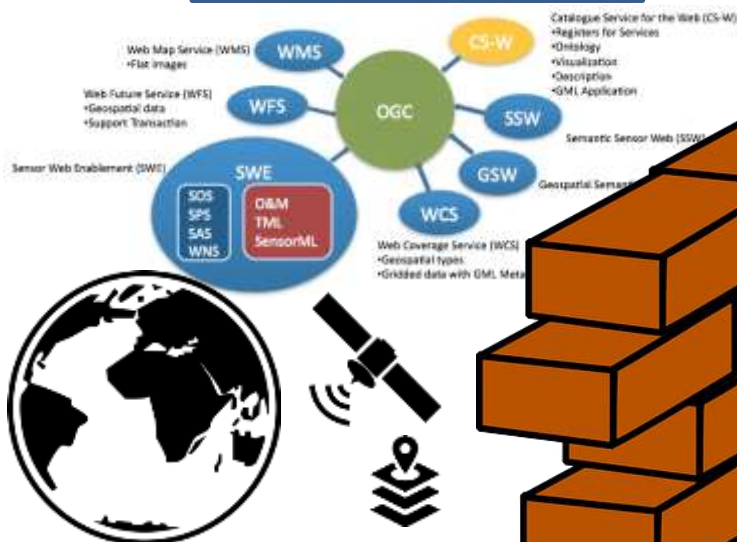 Catalogue Service for the Web (CS-W)
•Registers for Services
•Ontology
•Visualization
•Description
•GML Application
CS-W
WMS
Web Map Service (WMS)
•Flat images
Web Future Service (WFS)
•Geospatial data
•Support Transaction
WFS
OGC
SSW
Semantic Sensor Web (SSW)
GSW
Geospatial
WCS
Web Coverage Service (WCS)
•Geospatial types
•Gridded data with GML
Sensor Web Enablement (SWE)
SWE
SOS
SPS
SAS
WNS
O&M
TML
SensorML